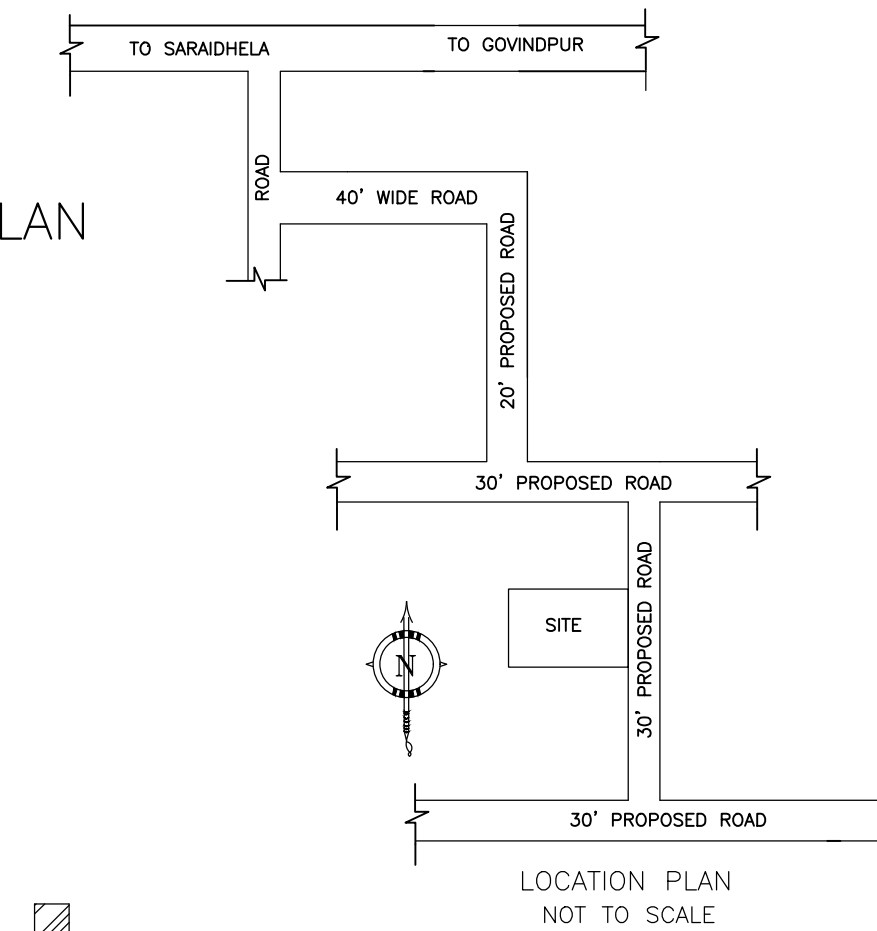 TO SARAIDHELA
TO GOVINDPUR
ROAD
40' WIDE ROAD
LAN
20' PROPOSED ROAD
30' PROPOSED ROAD
30' PROPOSED ROAD
SITE
N
30' PROPOSED ROAD
LOCATION PLAN
NOT TO SCALE